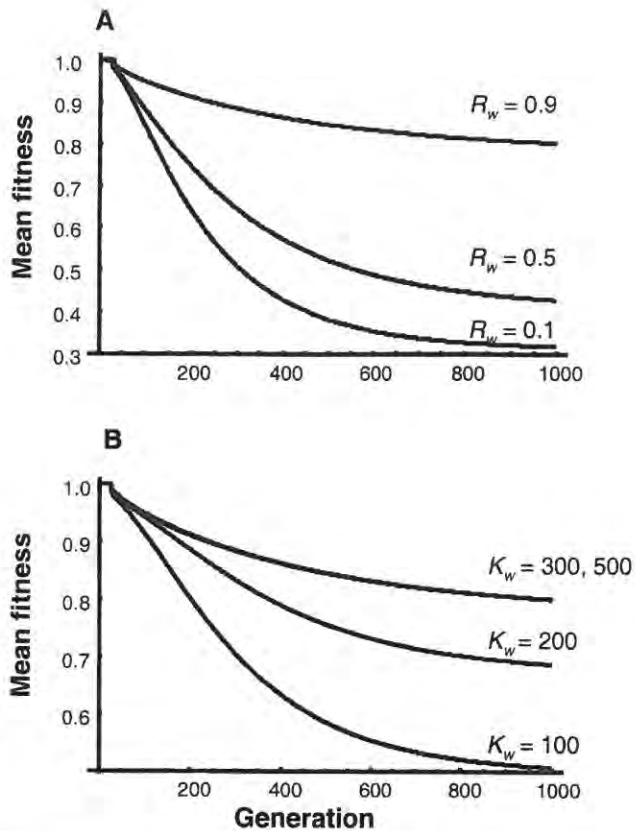 A
Mean fitness
1.0
0.9
0.8
0.7
0.6
0.5
0.4
0.3
R_w = 0.9
R_w = 0.5
R_w = 0.1
200
400
600
800
1000
B
Mean fitness
1.0
0.9
0.8
0.7
0.6
K_w = 300, 500
K_w = 200
K_w = 100
200
400
600
800
1000
Generation